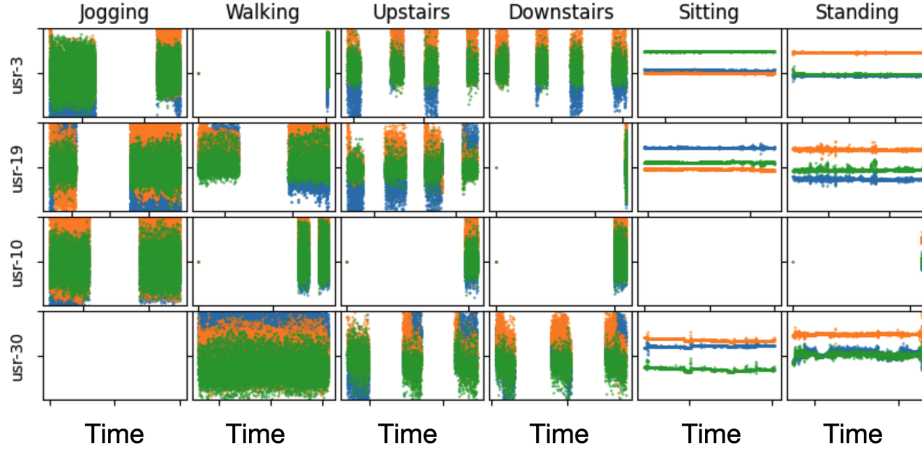 Jogging Walking Upstairs Downstairs Sitting Standing
usr-3
usr-19
usr-10
usr-30
Time Time Time Time Time Time